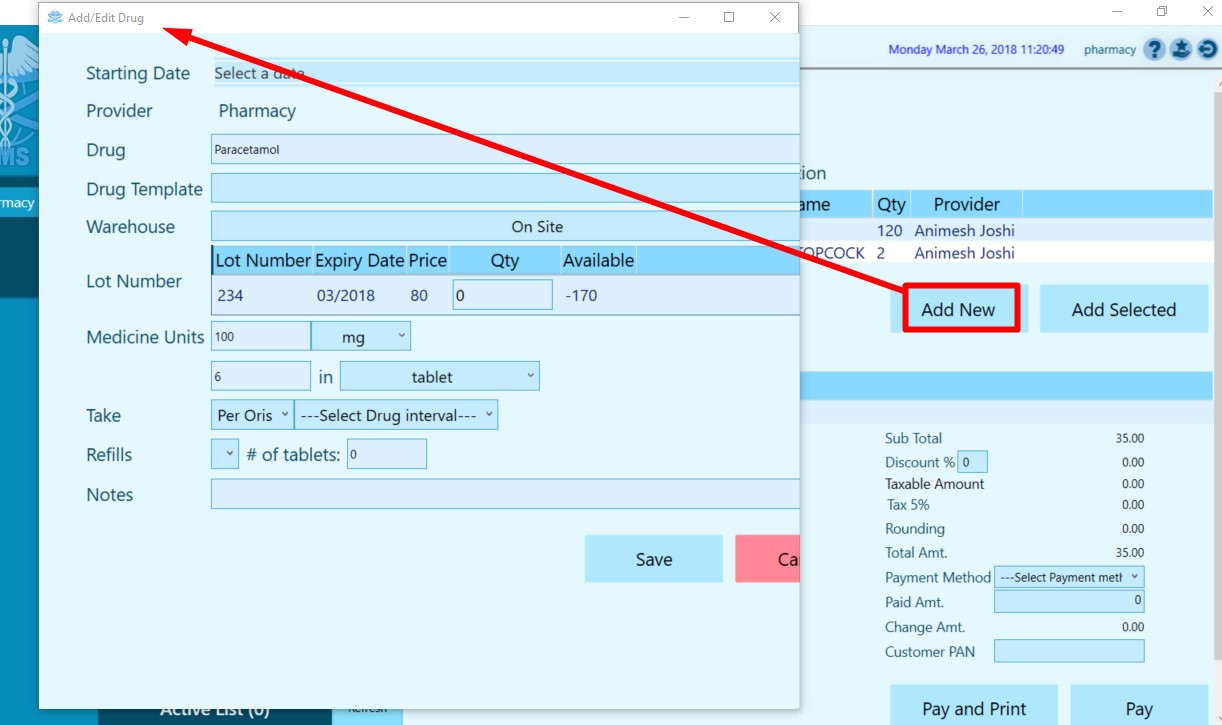 Add/Edit Drug
Monday March 26, 2018 11:20:49 pharmacy ?
Starting Date Select a date
Provider Pharmacy
Drug Paracetamol
Drug Template
Warehouse On Site
Lot Number Expiry Date Price Qty Available
Lot Number
234 03/2018 80 0 -170
Medicine Units 100 mg
6 in tablet
Take Per Oris ---Select Drug interval---
Refills # of tablets: 0
Notes
Save Ca
MS
rmacy
tion
ame Qty Provider
120 Animesh Joshi
TOPCOCK 2 Animesh Joshi
Add New Add Selected
Sub Total 35.00
Discount % 0 0.00
Taxable Amount 0.00
Tax 5% 0.00
Rounding 0.00
Total Amt. 35.00
Payment Method ---Select Payment meth
Paid Amt. 0
Change Amt. 0.00
Customer PAN
Active List (0) Refresh
Pay and Print Pay